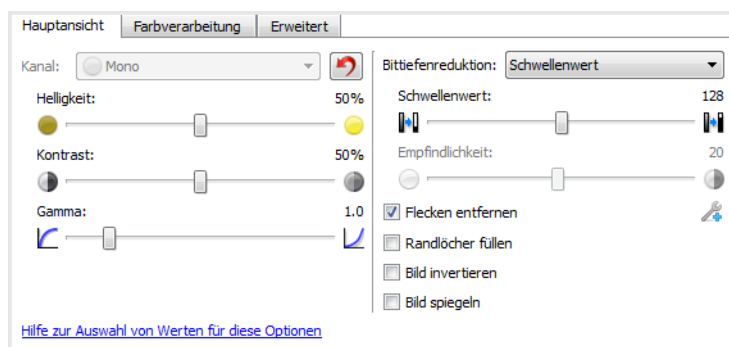 Hauptansicht Farbverarbeitung Erweitert
Kanal: Mono
Helligkeit: 50%
Kontrast: 50%
Gamma: 1.0
Hilfe zur Auswahl von Werten für diese Optionen
Bittiefenreduktion: Schwellenwert
Schwellenwert: 128
Empfindlichkeit: 20
Flecken entfernen
Randlöcher füllen
Bild invertieren
Bild spiegeln